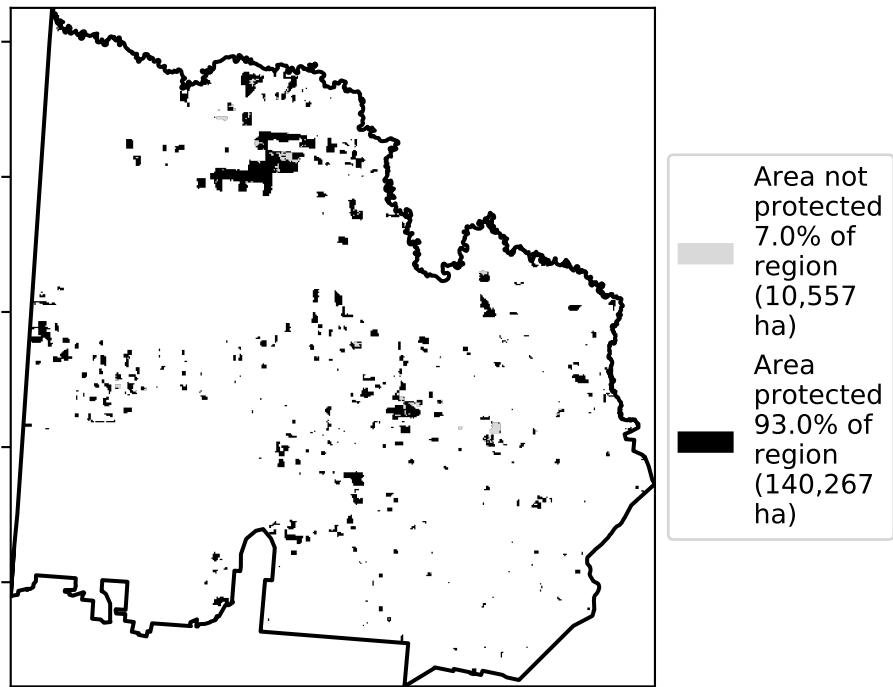 Area not
protected
7.0% of
region
(10,557
ha)
Area
protected
93.0% of
region
(140,267
ha)